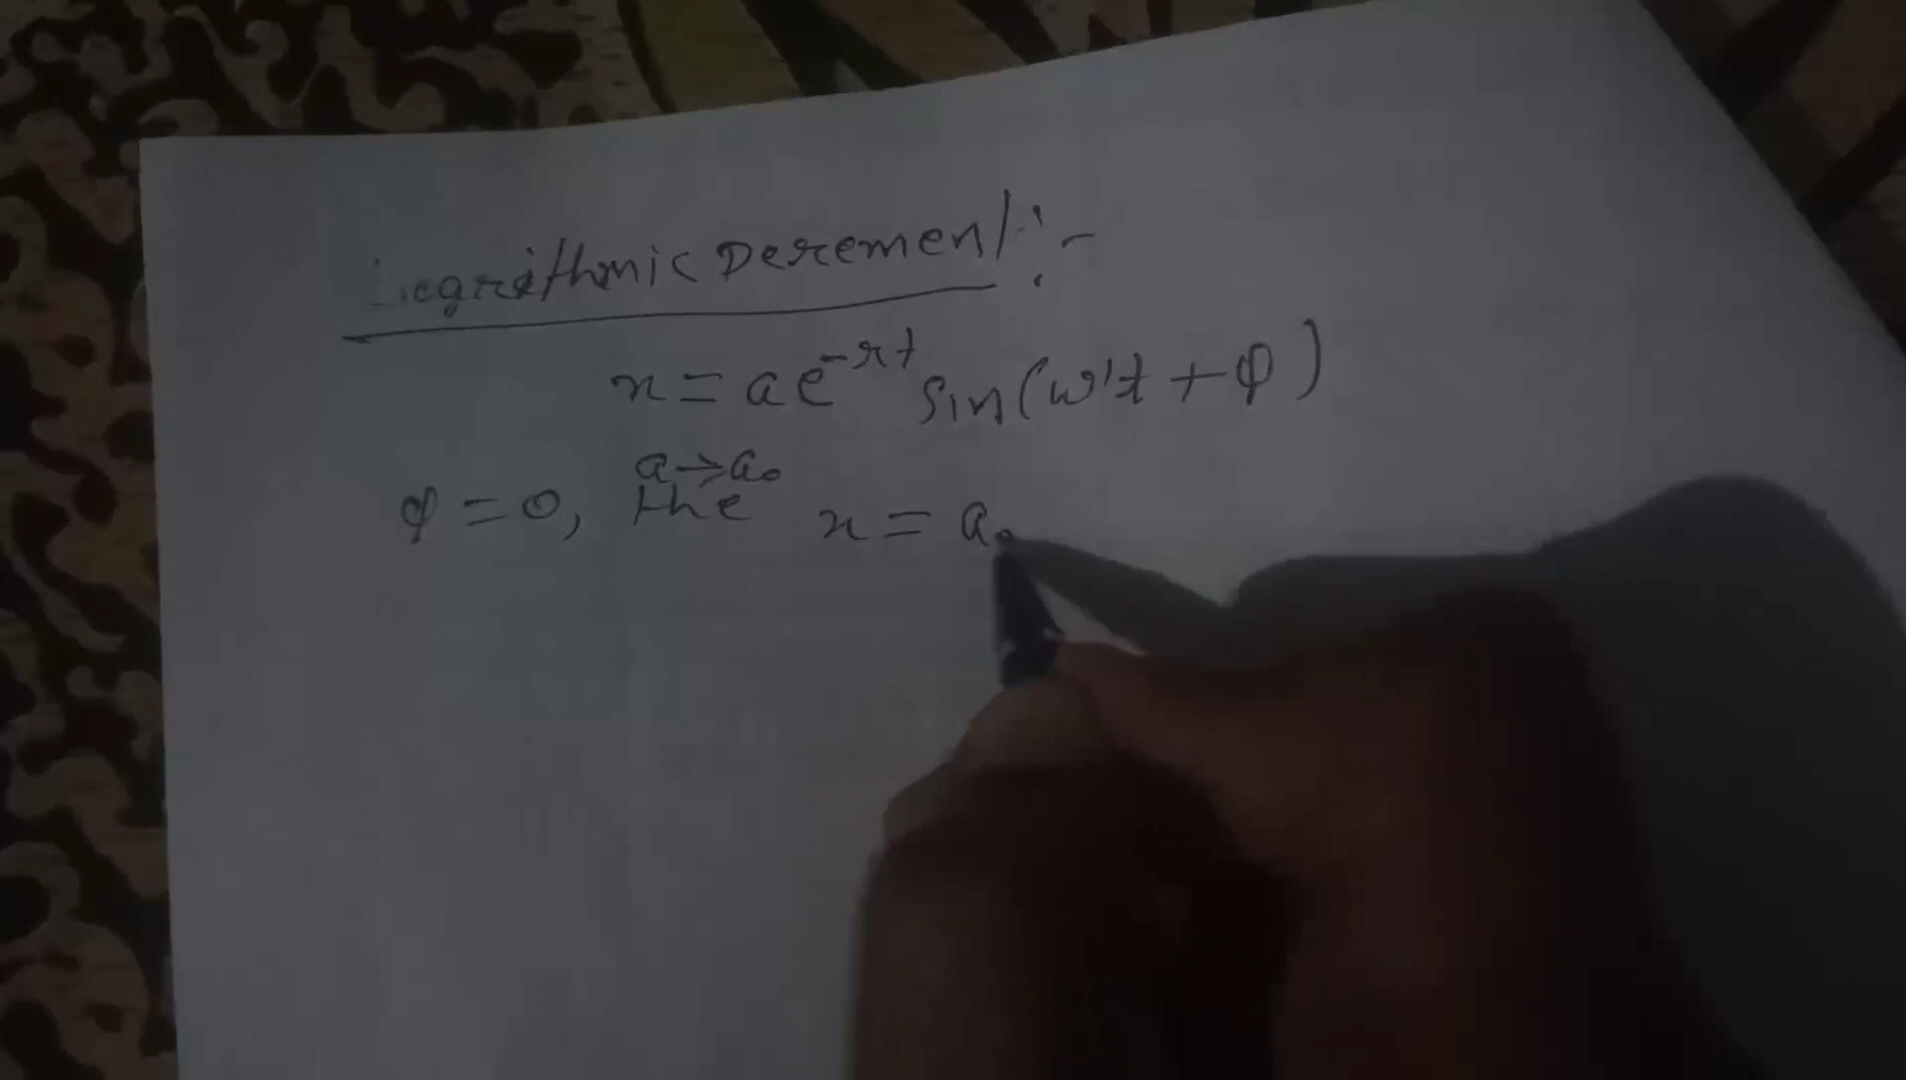 Logarithmic Decrement :-
x = ae^-rt sin(w't + φ)
a→a₀
φ = 0, the x = a₀